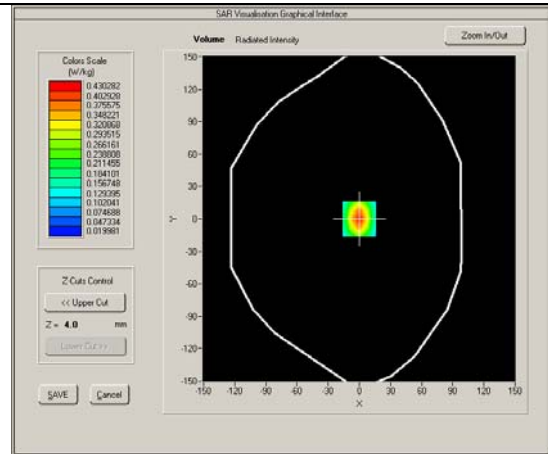 SAR Visualisation Graphical Interface
Volume Radiated Intensity
Zoom In/Out
Colors Scale
(W/kg)
0.430282
0.402928
0.375575
0.348221
0.320868
0.293515
0.266161
0.238808
0.211455
0.184101
0.156748
0.129395
0.102041
0.074688
0.047334
0.019981
Z Cuts Control
<< Upper Cut
Z = 4.0 mm
Lower Cut >>
SAVE Cancel
150-
120-
90-
60-
30-
Y 0-
-30-
-60-
-90-
-120-
-150-
-150 -120 -90 -60 -30 0 30 60 90 120 150
X